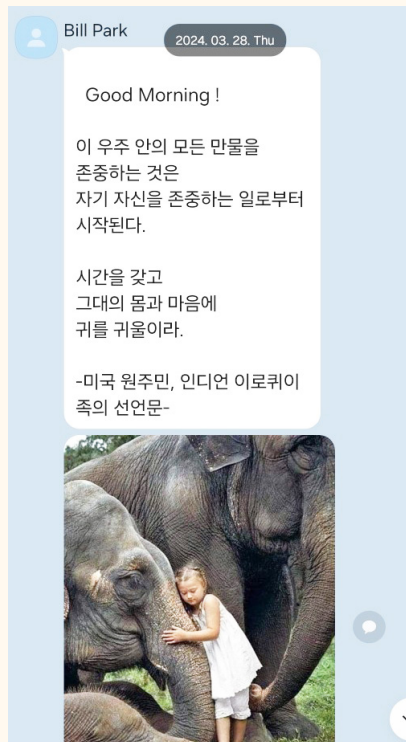 Bill Park
2024. 03. 28. Thu
Good Morning !
이 우주 안의 모든 만물을
존중하는 것은
자기 자신을 존중하는 일로부터
시작된다.
시간을 갖고
그대의 몸과 마음에
귀를 귀울이라.
-미국 원주민, 인디언 이로퀴이
족의 선언문-